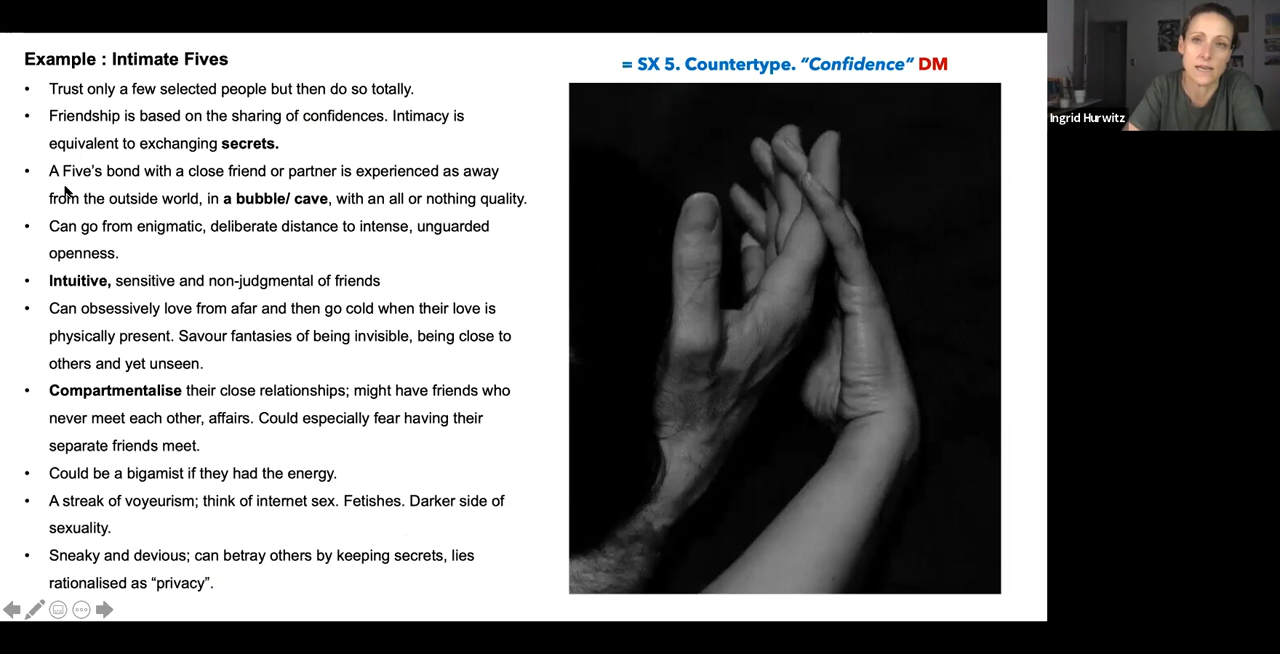 Example : Intimate Fives
• Trust only a few selected people but then do so totally.
• Friendship is based on the sharing of confidences. Intimacy is
equivalent to exchanging secrets.
• A Five’s bond with a close friend or partner is experienced as away
from the outside world, in a bubble/ cave, with an all or nothing quality.
• Can go from enigmatic, deliberate distance to intense, unguarded
openness.
• Intuitive, sensitive and non-judgmental of friends
• Can obsessively love from afar and then go cold when their love is
physically present. Savour fantasies of being invisible, being close to
others and yet unseen.
• Compartmentalise their close relationships; might have friends who
never meet each other, affairs. Could especially fear having their
separate friends meet.
• Could be a bigamist if they had the energy.
• A streak of voyeurism; think of internet sex. Fetishes. Darker side of
sexuality.
• Sneaky and devious; can betray others by keeping secrets, lies
rationalised as “privacy”.
= SX 5. Countertype. “Confidence” DM
Ingrid Hurwitz